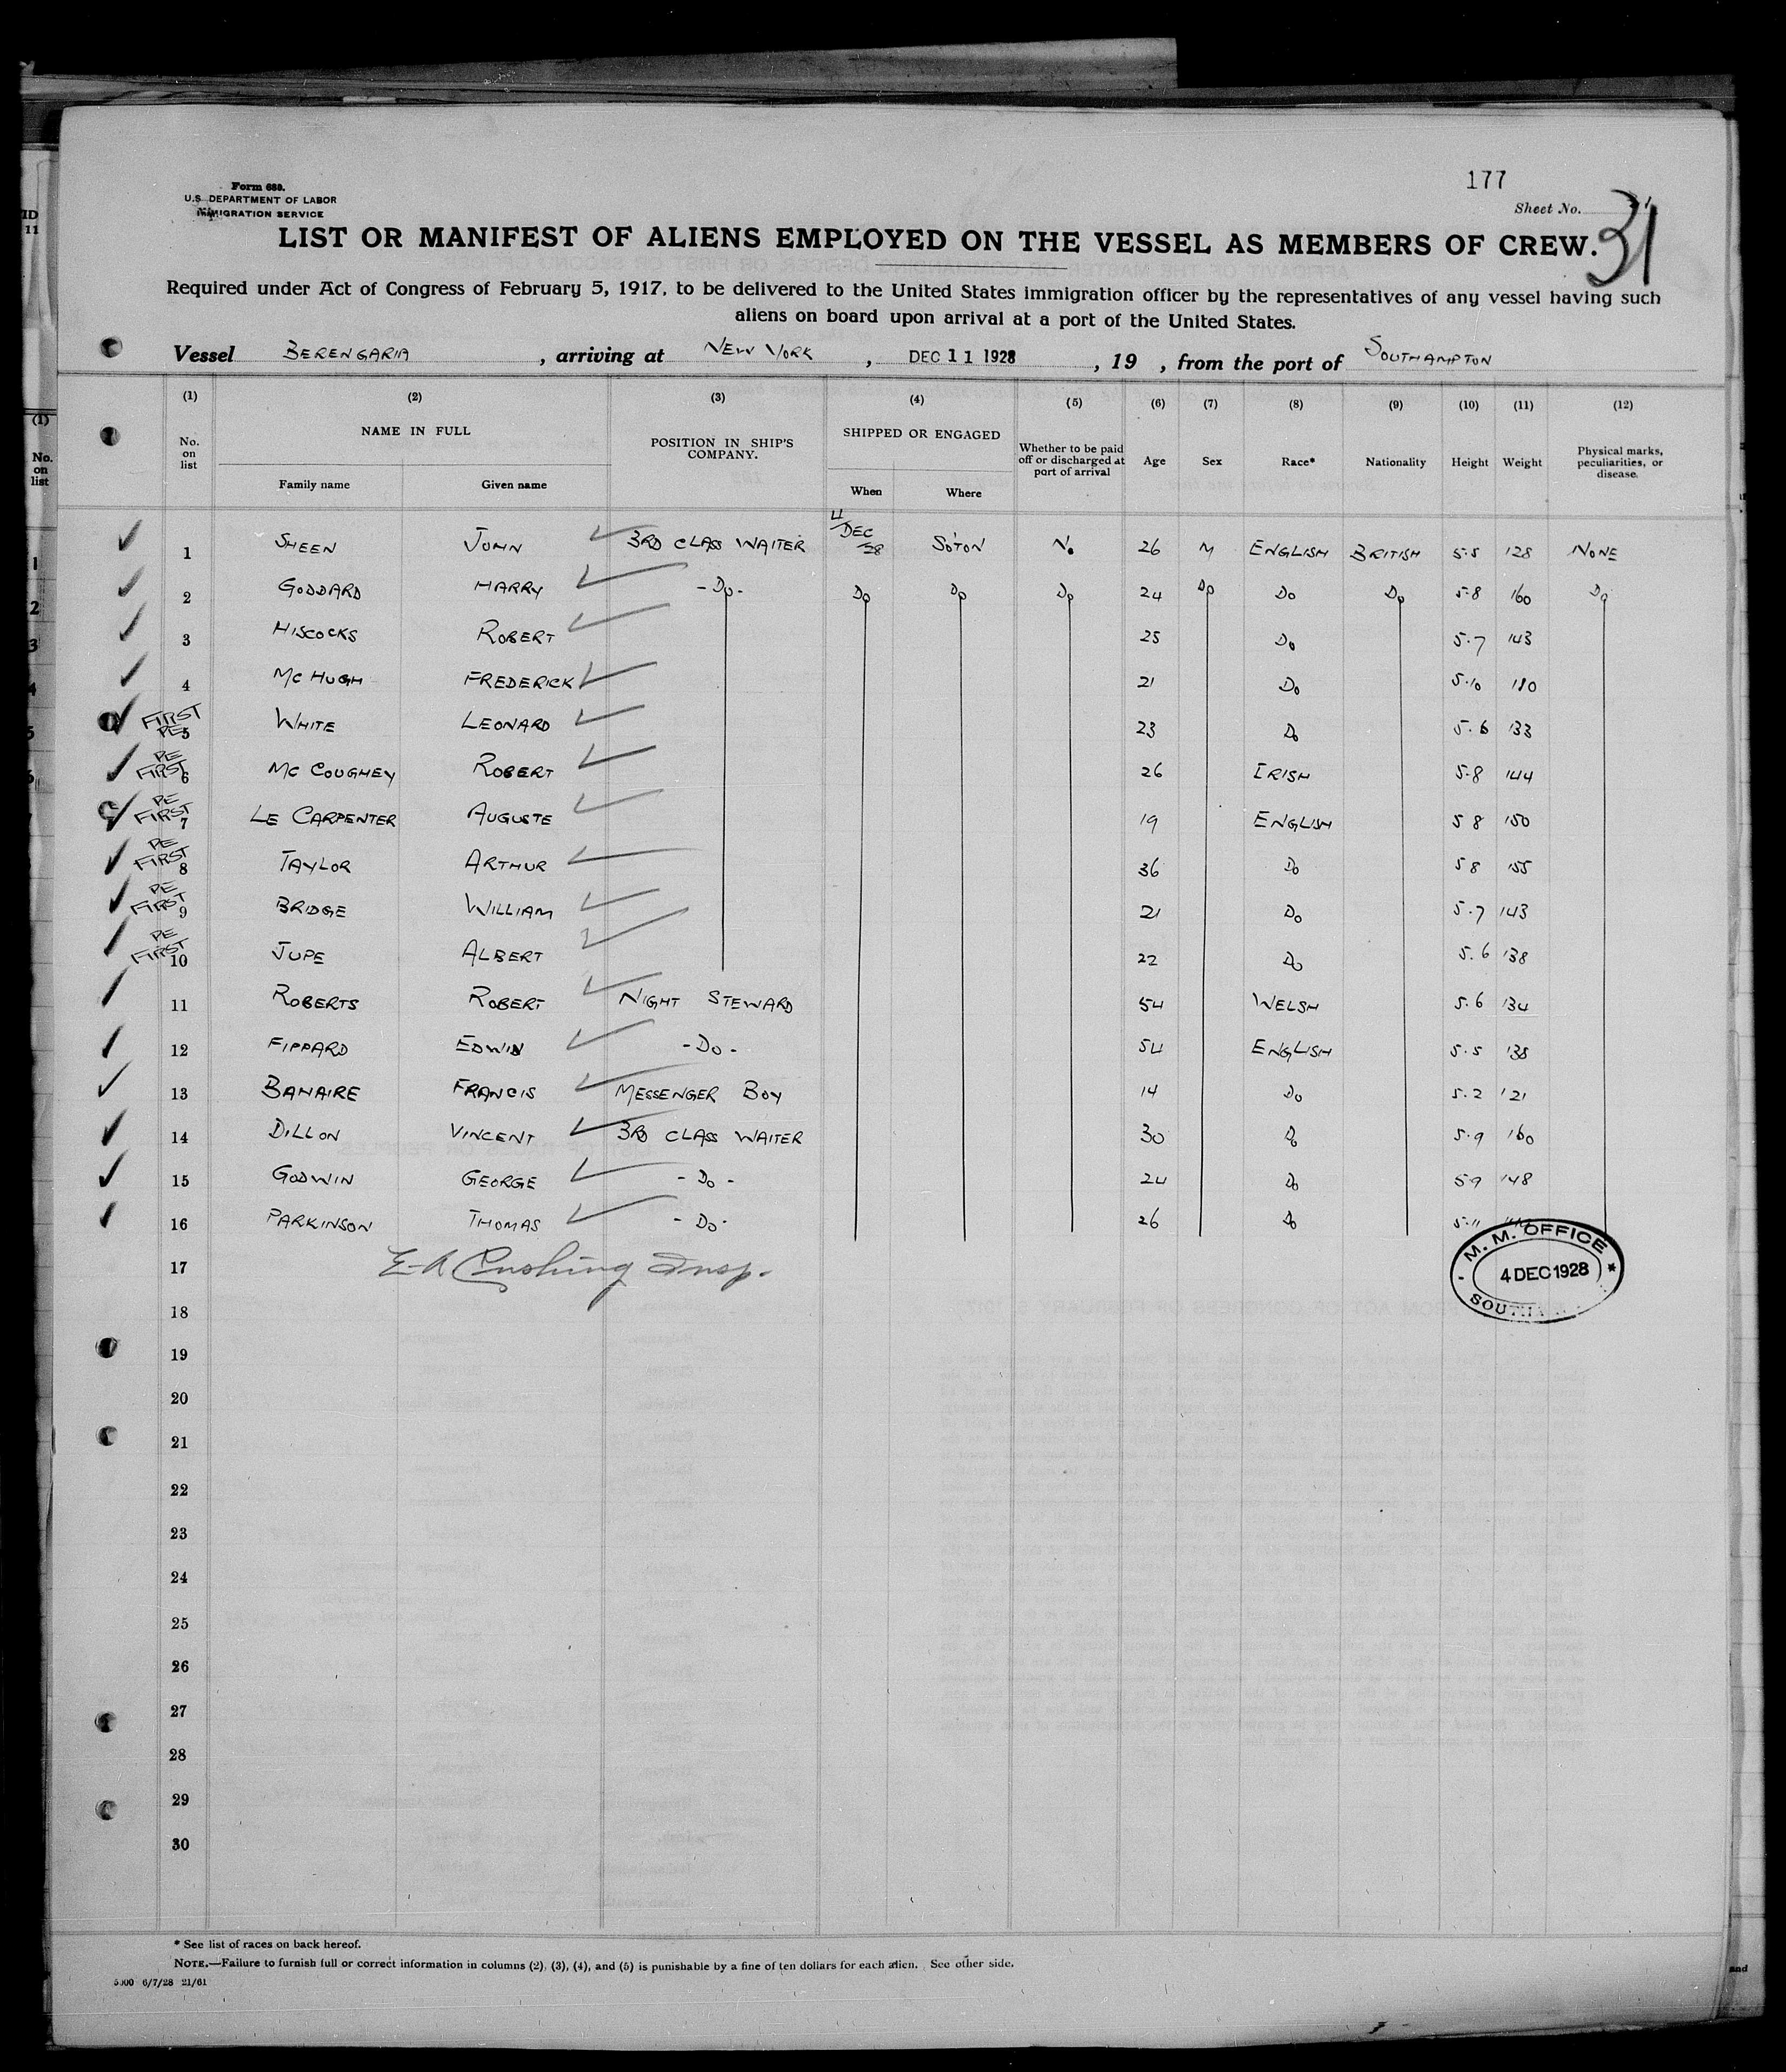 177
Form 689.
U.S. DEPARTMENT OF LABOR
IMMIGRATION SERVICE
Sheet No. 31
LIST OR MANIFEST OF ALIENS EMPLOYED ON THE VESSEL AS MEMBERS OF CREW.
Required under Act of Congress of February 5, 1917, to be delivered to the United States immigration officer by the representatives of any vessel having such
aliens on board upon arrival at a port of the United States.
Vessel BERENGARIA, arriving at NEW YORK, DEC 11 1928, 19 , from the port of SOUTHAMPTON
(1) (2) (3) (4) (5) (6) (7) (8) (9) (10) (11) (12)
No. on list NAME IN FULL Family name Given name POSITION IN SHIP'S COMPANY. SHIPPED OR ENGAGED When Where Whether to be paid off or discharged at port of arrival Age Sex Race* Nationality Height Weight Physical marks, peculiarities, or disease.
1 SHEEN JOHN 3RD CLASS WAITER 4/DEC/28 SO'TON No 26 M ENGLISH BRITISH 5.5 128 NONE
2 GODDARD HARRY - Do. - Do Do Do 24 Do Do Do 5.8 160 Do
3 HISCOCKS ROBERT 25 Do 5.7 143
4 MC HUGH FREDERICK 21 Do 5.10 180
FIRST PE 5 WHITE LEONARD 23 Do 5.6 133
PE FIRST 6 MC COUGHEY ROBERT 26 IRISH 5.8 144
PE FIRST 7 LE CARPENTER AUGUSTE 19 ENGLISH 5 8 150
PE FIRST 8 TAYLOR ARTHUR 36 Do 5 8 155
PE FIRST 9 BRIDGE WILLIAM 21 Do 5.7 143
PE FIRST 10 JUPE ALBERT 22 Do 5.6 138
11 ROBERTS ROBERT NIGHT STEWARD 54 WELSH 5.6 134
12 FIPPARD EDWIN - Do - 54 ENGLISH 5.5 138
13 BANAIRE FRANCIS MESSENGER BOY 14 Do 5.2 121
14 DILLON VINCENT 3RD CLASS WAITER 30 Do 5.9 160
15 GODWIN GEORGE - Do - 24 Do 5 9 148
16 PARKINSON THOMAS - Do - 26 Do 5.11
17 E. A Cushing Insp.
M. M. OFFICE
4 DEC 1928
18
19
20
21
22
23
24
25
26
27
28
29
30
* See list of races on back hereof.
NOTE.—Failure to furnish full or correct information in columns (2), (3), (4), and (5) is punishable by a fine of ten dollars for each alien. See other side.
5000 6/7/28 21/61